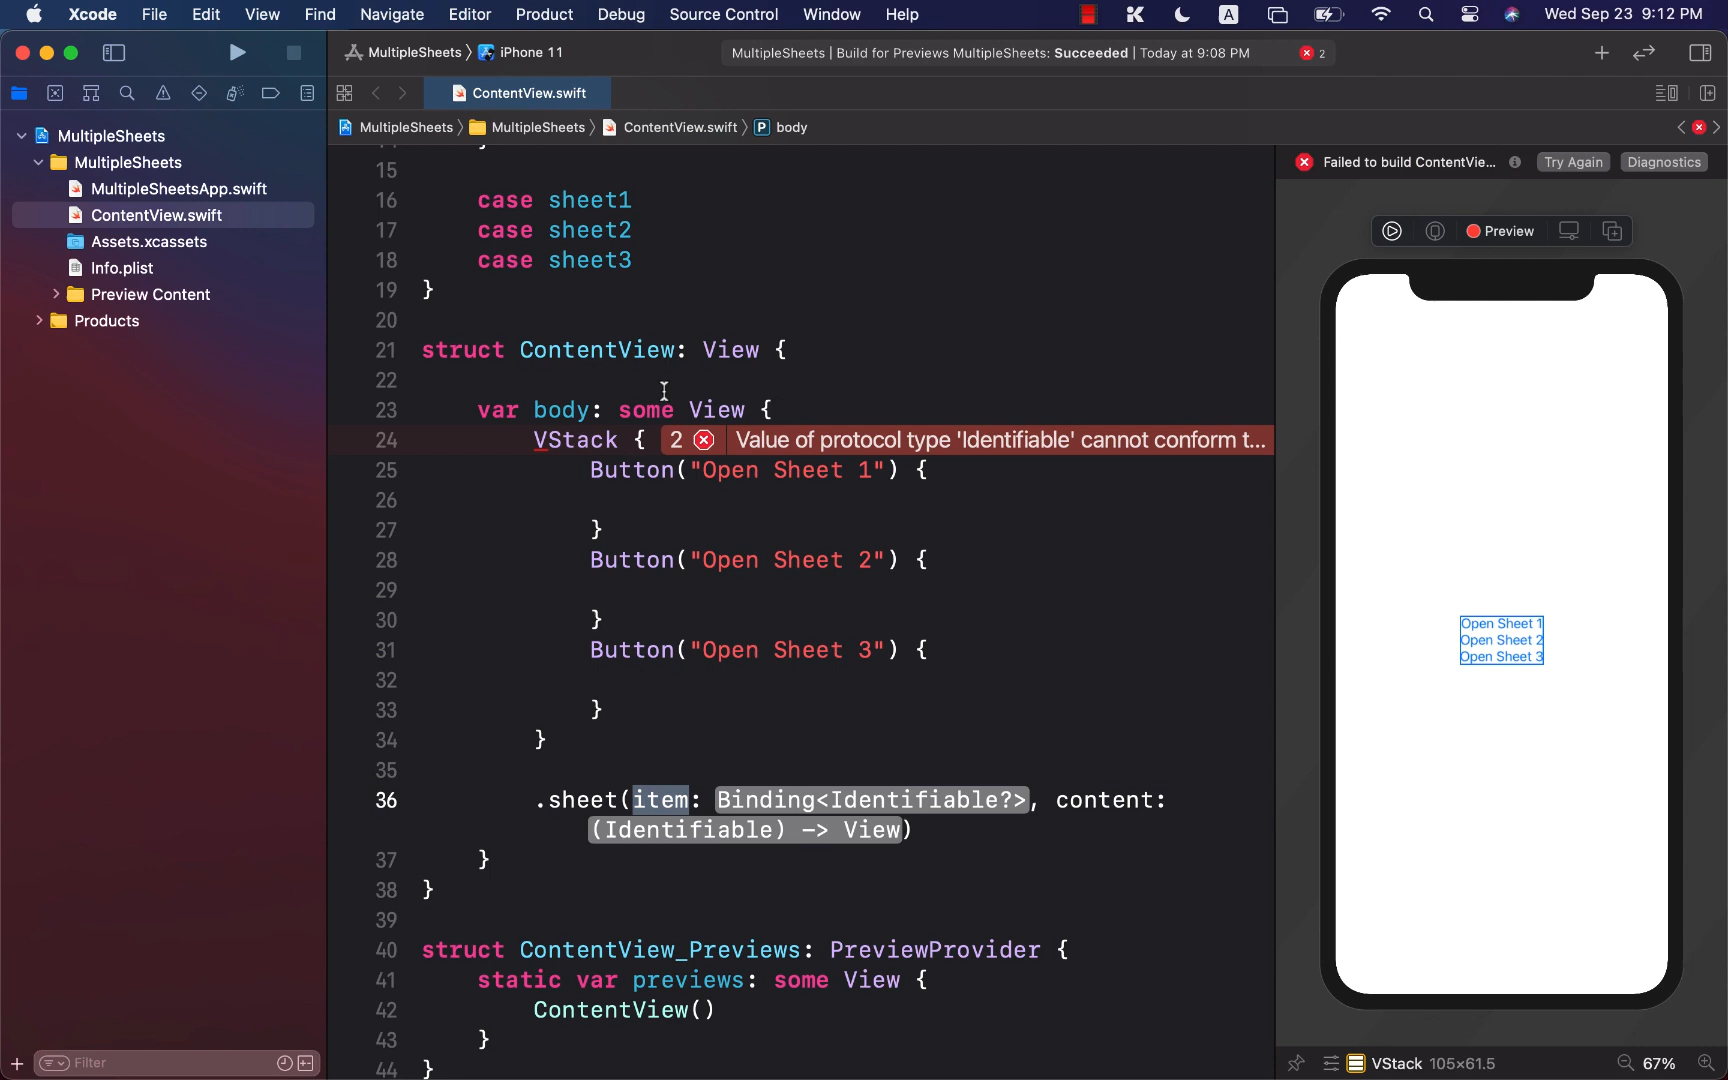 Xcode File Edit View Find Navigate Editor Product Debug Source Control Window Help A Wed Sep 23 9:12 PM
MultipleSheets iPhone 11 MultipleSheets | Build for Previews MultipleSheets: Succeeded | Today at 9:08 PM 2
ContentView.swift
MultipleSheets MultipleSheets ContentView.swift P body
MultipleSheets
MultipleSheets
MultipleSheetsApp.swift
ContentView.swift
Assets.xcassets
Info.plist
Preview Content
Products
Filter
15
16 case sheet1
17 case sheet2
18 case sheet3
19 }
20
21 struct ContentView: View {
22
23 var body: some View {
24 VStack { 2 Value of protocol type 'Identifiable' cannot conform t...
25 Button("Open Sheet 1") {
26
27 }
28 Button("Open Sheet 2") {
29
30 }
31 Button("Open Sheet 3") {
32
33 }
34 }
35
36 .sheet(item: Binding<Identifiable?>, content:
(Identifiable) -> View)
37 }
38 }
39
40 struct ContentView_Previews: PreviewProvider {
41 static var previews: some View {
42 ContentView()
43 }
44 }
Failed to build ContentVie... Try Again Diagnostics
Preview
Open Sheet 1
Open Sheet 2
Open Sheet 3
VStack 105×61.5 67%